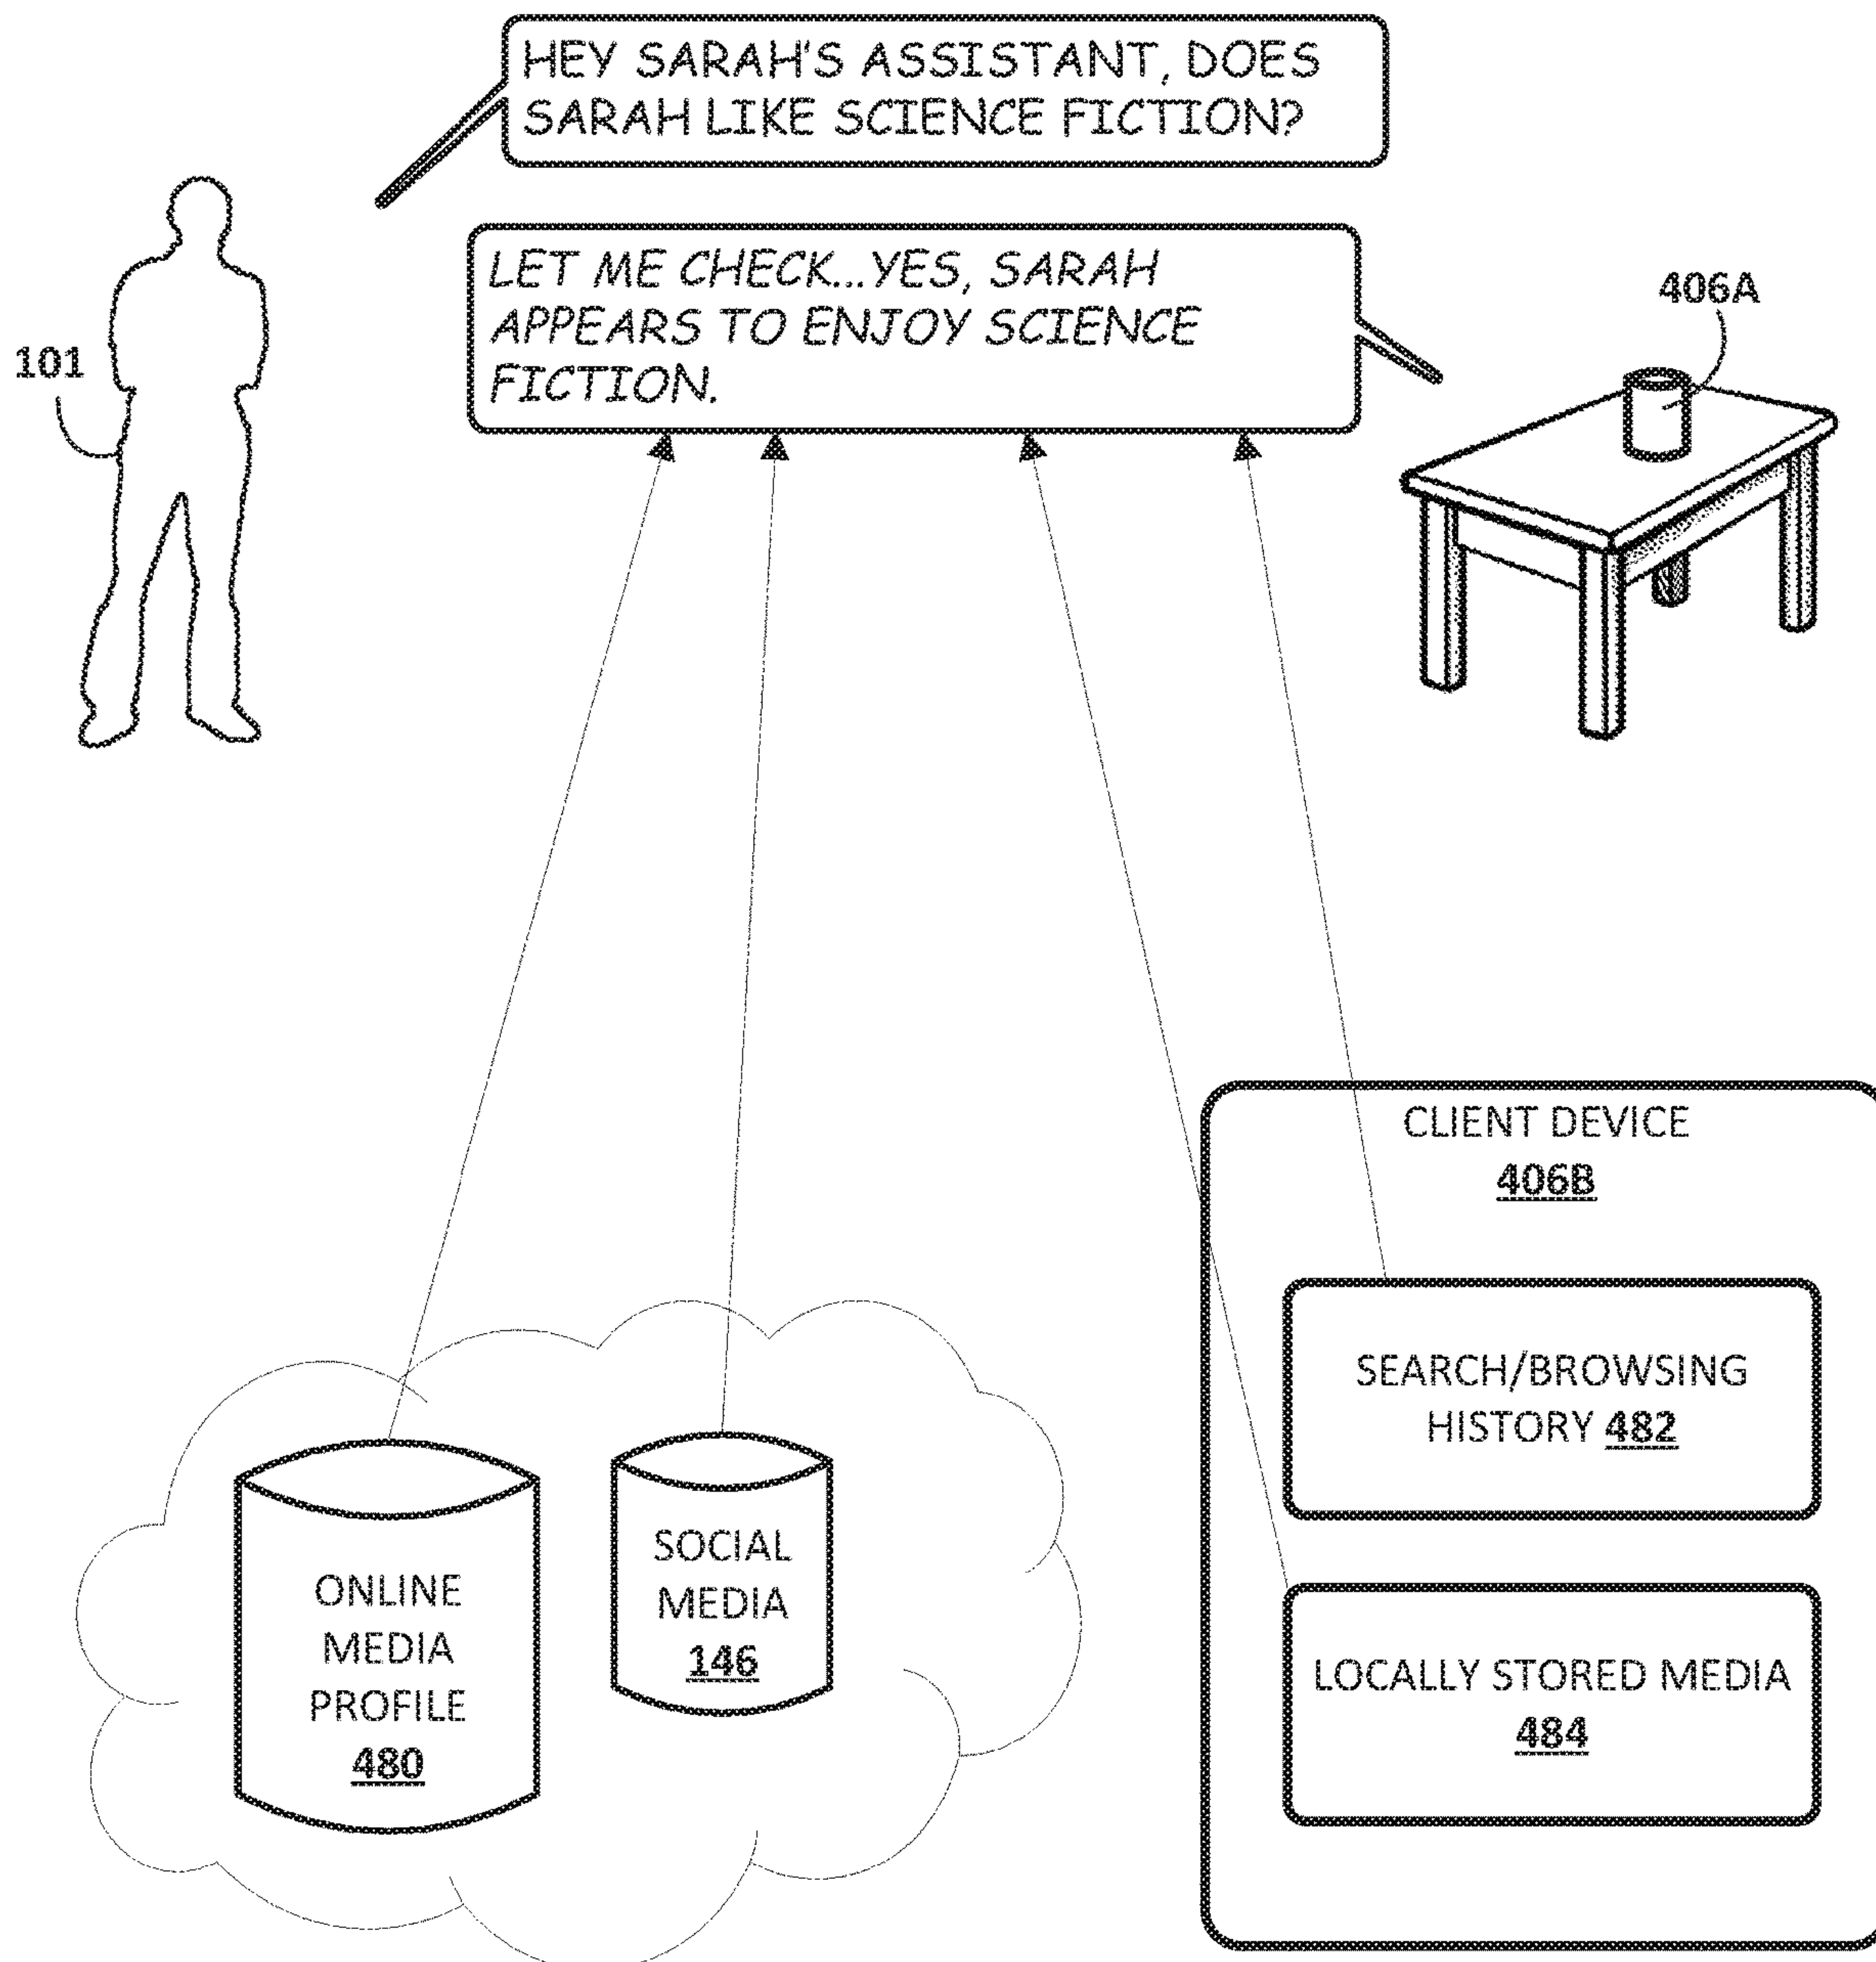 HEY SARAH'S ASSISTANT, DOES
SARAH LIKE SCIENCE FICTION?
LET ME CHECK...YES, SARAH
APPEARS TO ENJOY SCIENCE
FICTION.
406A
101
CLIENT DEVICE
406B
SEARCH/BROWSING
HISTORY 482
LOCALLY STORED MEDIA
484
ONLINE
MEDIA
PROFILE
480
SOCIAL
MEDIA
146